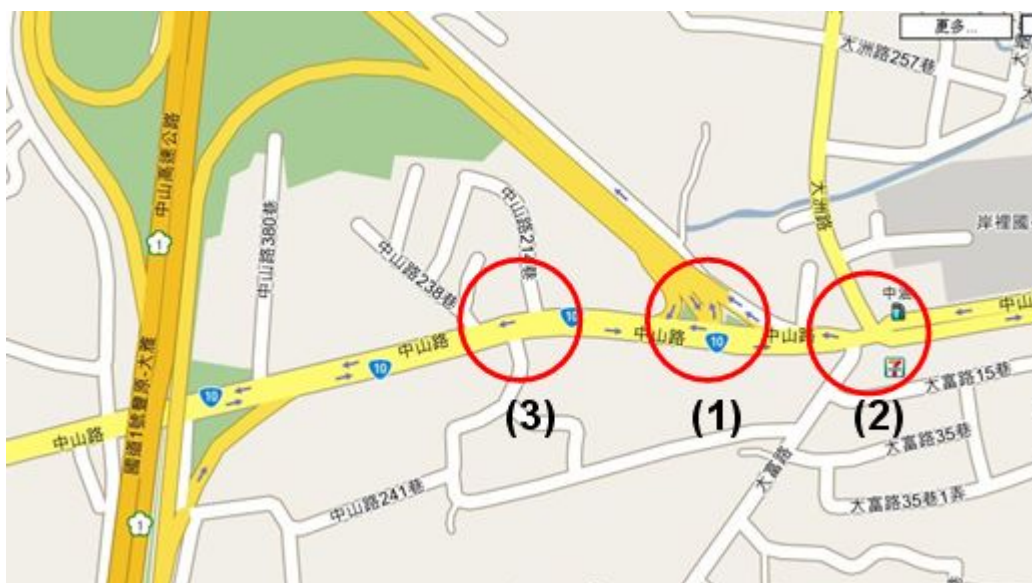 更多...
大洲路257巷
中山高速公路
1
中山路380巷
中山路214巷
中山路238巷
大洲路
岸裡國
中油
10
中山路
10
中山路
10
中山路
中山
10
中山路
國道1號豐原-大雅
1
(3)
(1)
(2)
大富路15巷
大富路35巷
大富路
大富路35巷1弄
中山路241巷